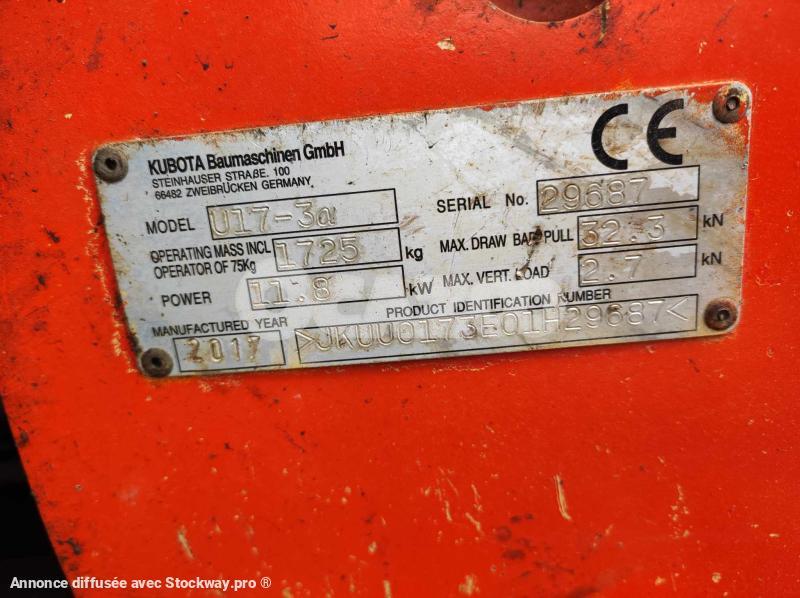 KUBOTA Baumaschinen GmbH
STEINHAUSER STRAßE. 100
66482 ZWEIBRÜCKEN GERMANY
CE
MODEL U17-3α
SERIAL No. 29687
OPERATING MASS INCL OPERATOR OF 75Kg 1725 kg
MAX. DRAW BAR PULL 32.3 kN
POWER 11.8 kW
MAX. VERT. LOAD 2.7 kN
MANUFACTURED YEAR 2017
PRODUCT IDENTIFICATION NUMBER
>JKUU0173E01H29687<
Annonce diffusée avec Stockway.pro ®